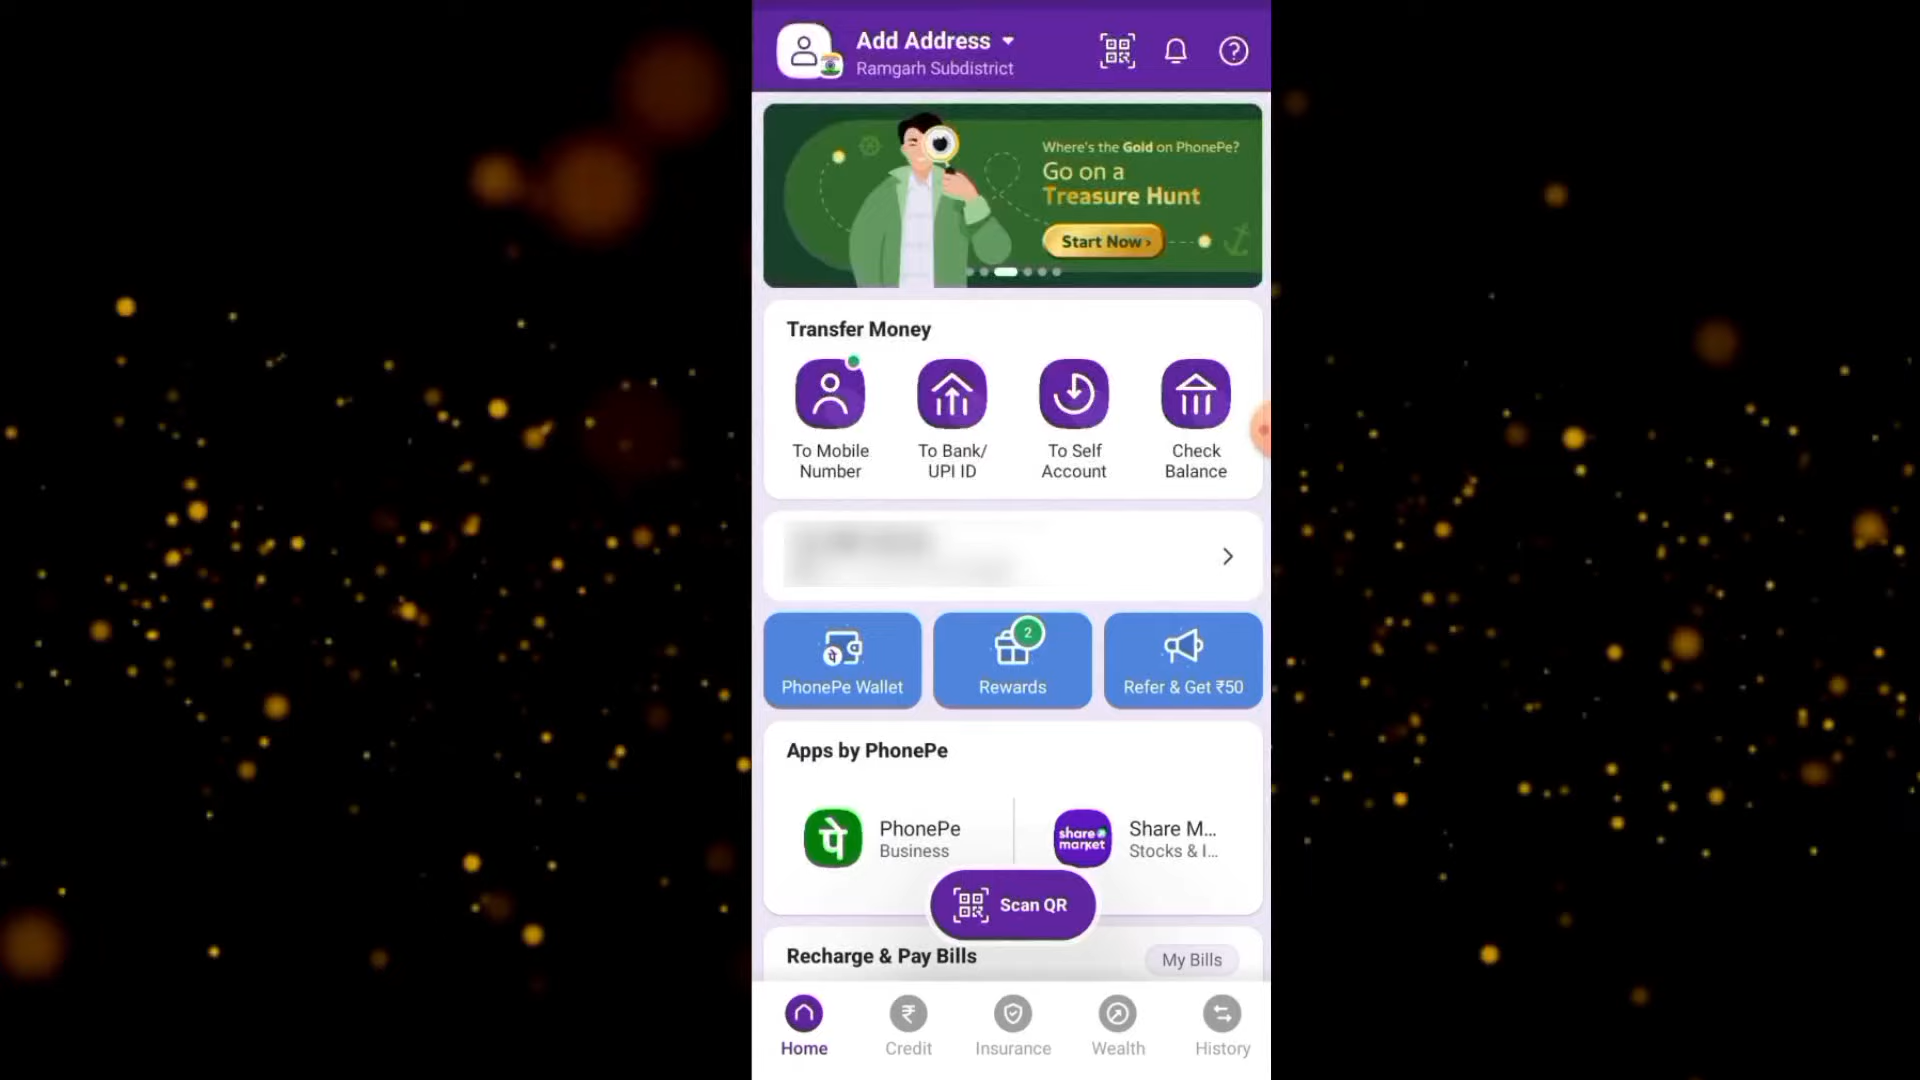 Add Address
Ramgarh Subdistrict
Where's the Gold on PhonePe?
Go on a
Treasure Hunt
Start Now ›
Transfer Money
To Mobile
Number
To Bank/
UPI ID
To Self
Account
Check
Balance
पे
PhonePe Wallet
2
Rewards
Refer & Get ₹50
Apps by PhonePe
पे
PhonePe
Business
share
market
Share M...
Stocks & I...
Scan QR
Recharge & Pay Bills
My Bills
Home
₹
Credit
Insurance
Wealth
History